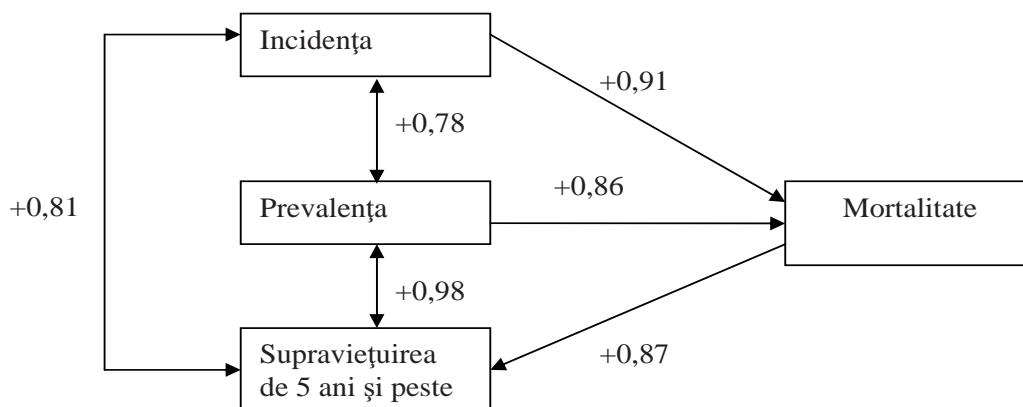 Incidenţa
+0,91
+0,78
+0,81
Prevalenţa
+0,86
Mortalitate
+0,98
Supravieţuirea
de 5 ani şi peste
+0,87